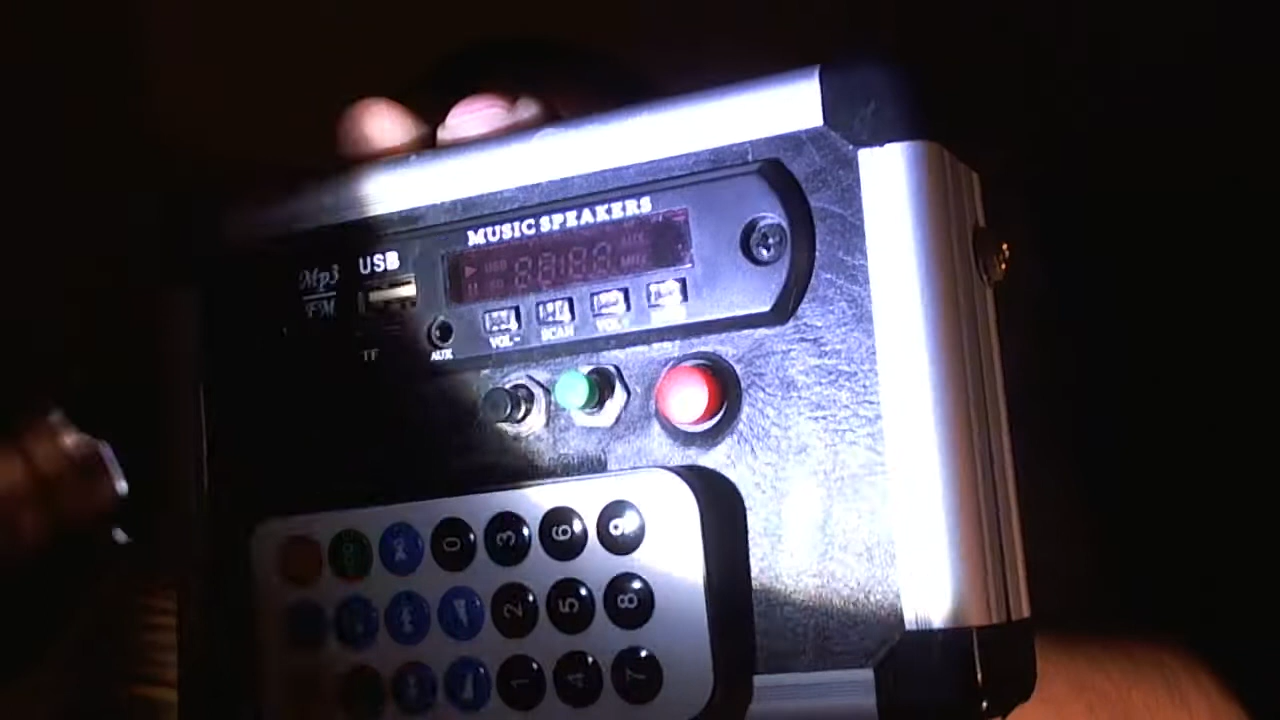 MUSIC SPEAKERS
USB
Mp3
FM
TF
AUX
VOL-
SCAN
VOL+
0 3 6 9
2 5 8
1 4 7